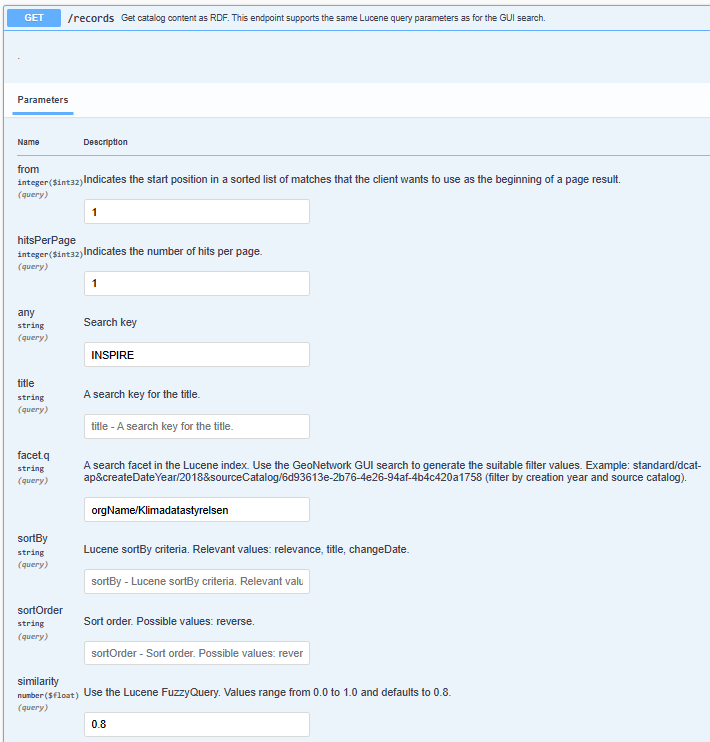 GET /records Get catalog content as RDF. This endpoint supports the same Lucene query parameters as for the GUI search.
.
Parameters
Name Description
from
integer($int32) Indicates the start position in a sorted list of matches that the client wants to use as the beginning of a page result.
(query)
1
hitsPerPage
integer($int32) Indicates the number of hits per page.
(query)
1
any
string Search key
(query)
INSPIRE
title
string A search key for the title.
(query)
title - A search key for the title.
facet.q
string A search facet in the Lucene index. Use the GeoNetwork GUI search to generate the suitable filter values. Example: standard/dcat-
(query) ap&createDateYear/2018&sourceCatalog/6d93613e-2b76-4e26-94af-4b4c420a1758 (filter by creation year and source catalog).
orgName/Klimadatastyrelsen
sortBy
string Lucene sortBy criteria. Relevant values: relevance, title, changeDate.
(query)
sortBy - Lucene sortBy criteria. Relevant valu
sortOrder
string Sort order. Possible values: reverse.
(query)
sortOrder - Sort order. Possible values: rever
similarity
number($float) Use the Lucene FuzzyQuery. Values range from 0.0 to 1.0 and defaults to 0.8.
(query)
0.8